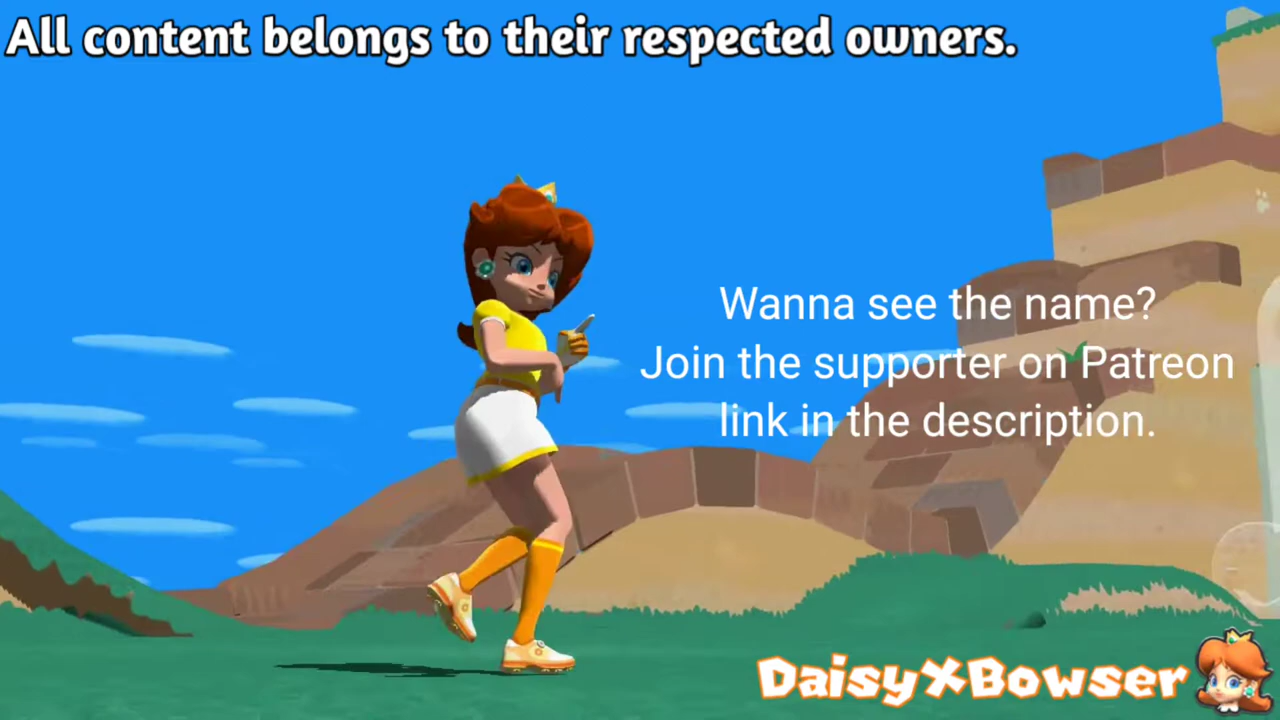 All content belongs to their respected owners.
Wanna see the name?
Join the supporter on Patreon
link in the description.
DaisyXBowser